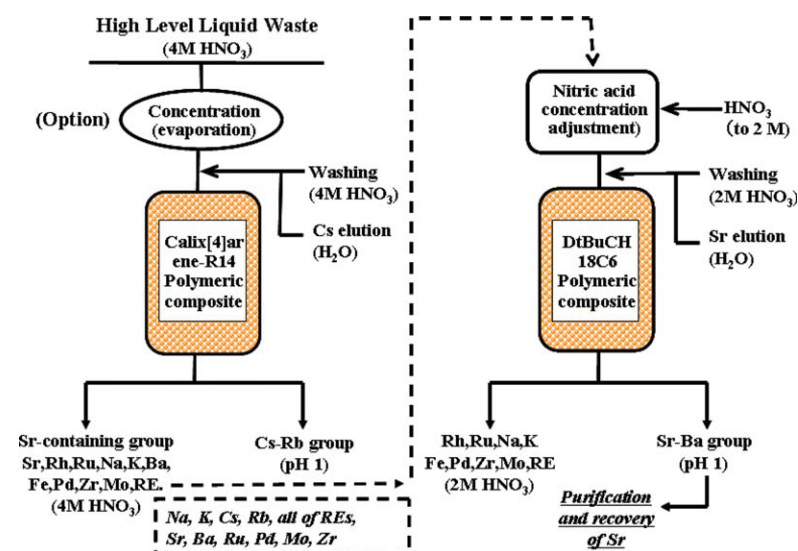 High Level Liquid Waste
(4M HNO₃)
(Option)
Concentration
(evaporation)
Washing
(4M HNO₃)
Cs elution
(H₂O)
Calix[4]ar
ene-R14
Polymeric
composite
Sr-containing group
Sr,Rh,Ru,Na,K,Ba,
Fe,Pd,Zr,Mo,RE.
(4M HNO₃)
Cs-Rb group
(pH 1)
Na, K, Cs, Rb, all of REs,
Sr, Ba, Ru, Pd, Mo, Zr
Nitric acid
concentration
adjustment)
HNO₃
(to 2 M)
Washing
(2M HNO₃)
Sr elution
(H₂O)
DtBuCH
18C6
Polymeric
composite
Rh,Ru,Na,K
Fe,Pd,Zr,Mo,RE
(2M HNO₃)
Sr-Ba group
(pH 1)
Purification
and recovery
of Sr